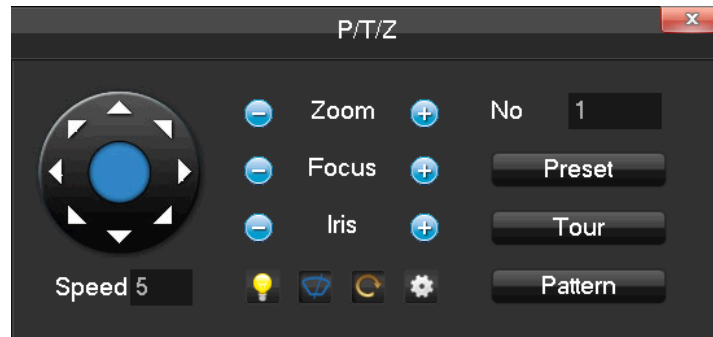 P/T/Z
x
Zoom
No 1
Focus
Preset
Iris
Tour
Speed 5
Pattern